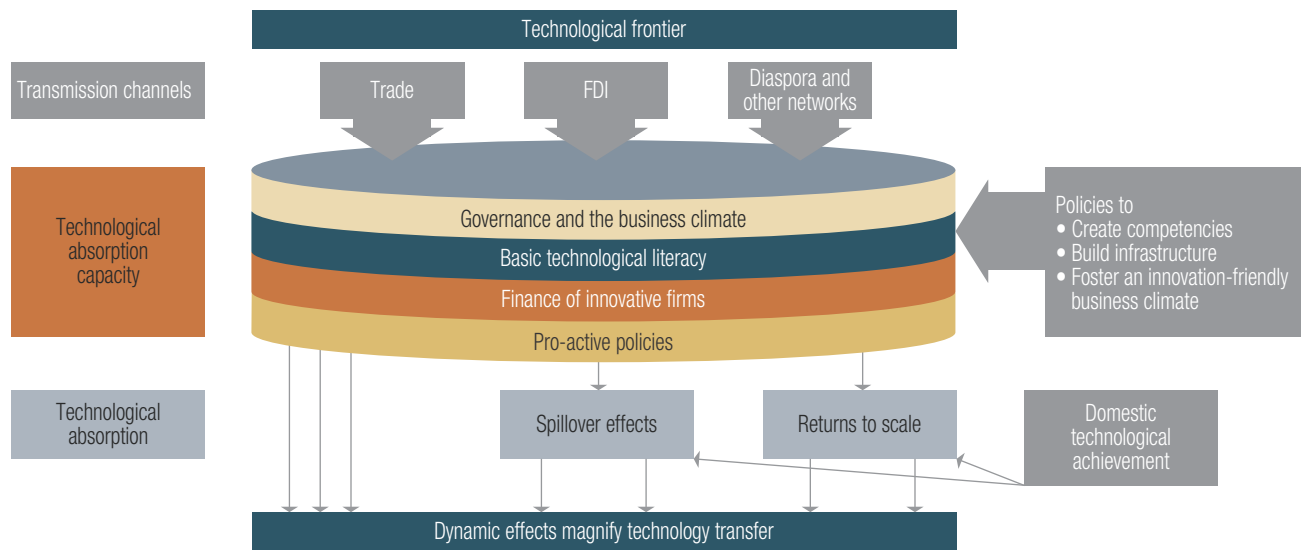 Technological frontier
Transmission channels
Trade
FDI
Diaspora and
other networks
Technological
absorption
capacity
Governance and the business climate
Basic technological literacy
Finance of innovative firms
Pro-active policies
Policies to
• Create competencies
• Build infrastructure
• Foster an innovation-friendly
business climate
Technological
absorption
Spillover effects
Returns to scale
Domestic
technological
achievement
Dynamic effects magnify technology transfer